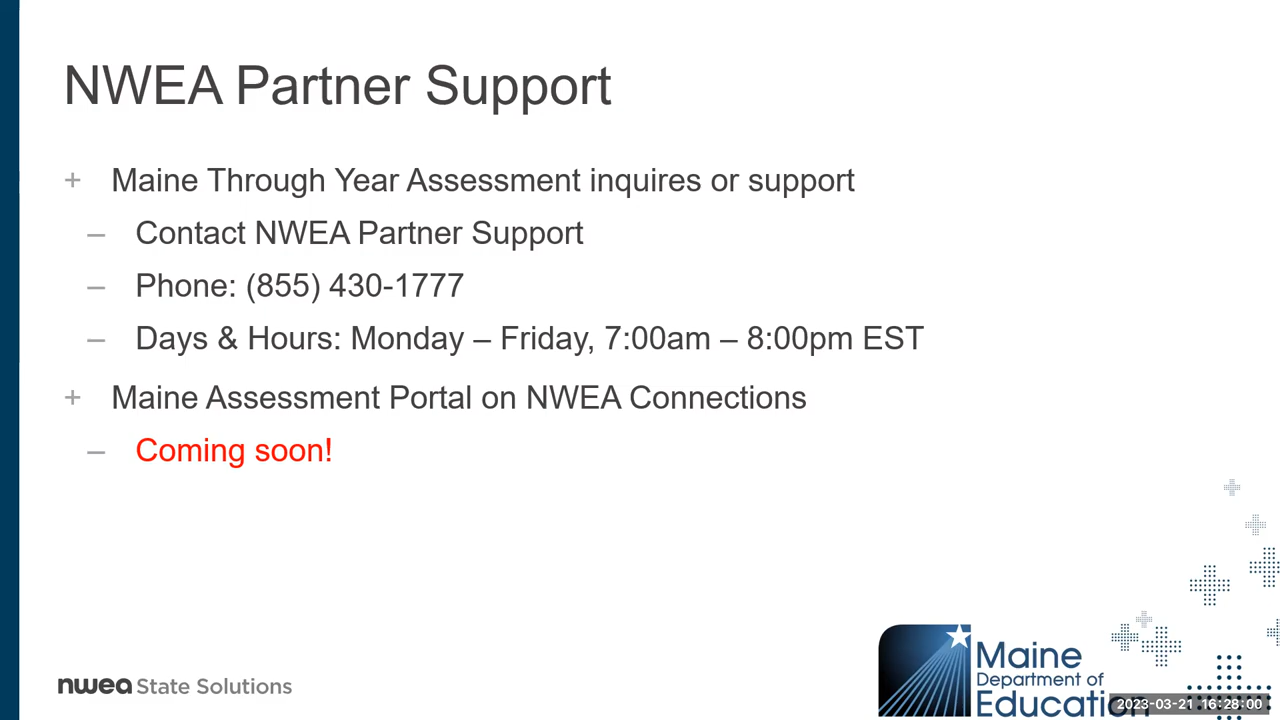 NWEA Partner Support
+ Maine Through Year Assessment inquires or support
– Contact NWEA Partner Support
– Phone: (855) 430-1777
– Days & Hours: Monday – Friday, 7:00am – 8:00pm EST
+ Maine Assessment Portal on NWEA Connections
– Coming soon!
nwea State Solutions
Maine
Department of
Education
2023-03-21 16:28:00